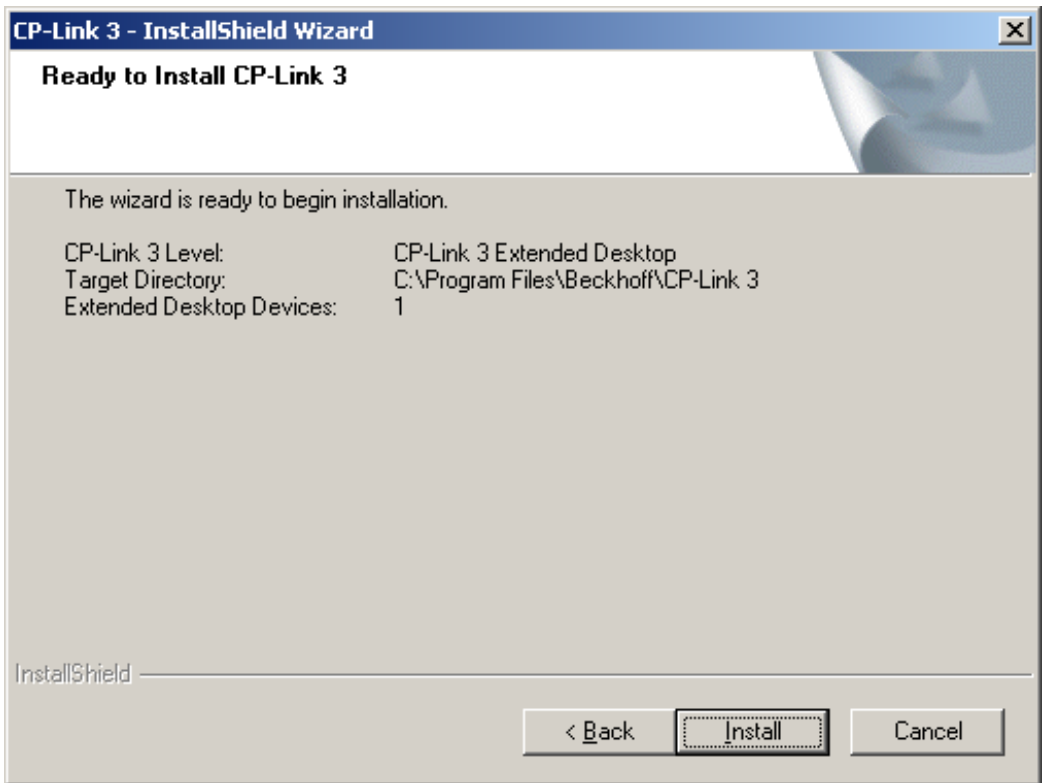 CP-Link 3 - InstallShield Wizard
Ready to Install CP-Link 3
The wizard is ready to begin installation.
CP-Link 3 Level: CP-Link 3 Extended Desktop
Target Directory: C:\Program Files\Beckhoff\CP-Link 3
Extended Desktop Devices: 1
InstallShield
< Back Install Cancel